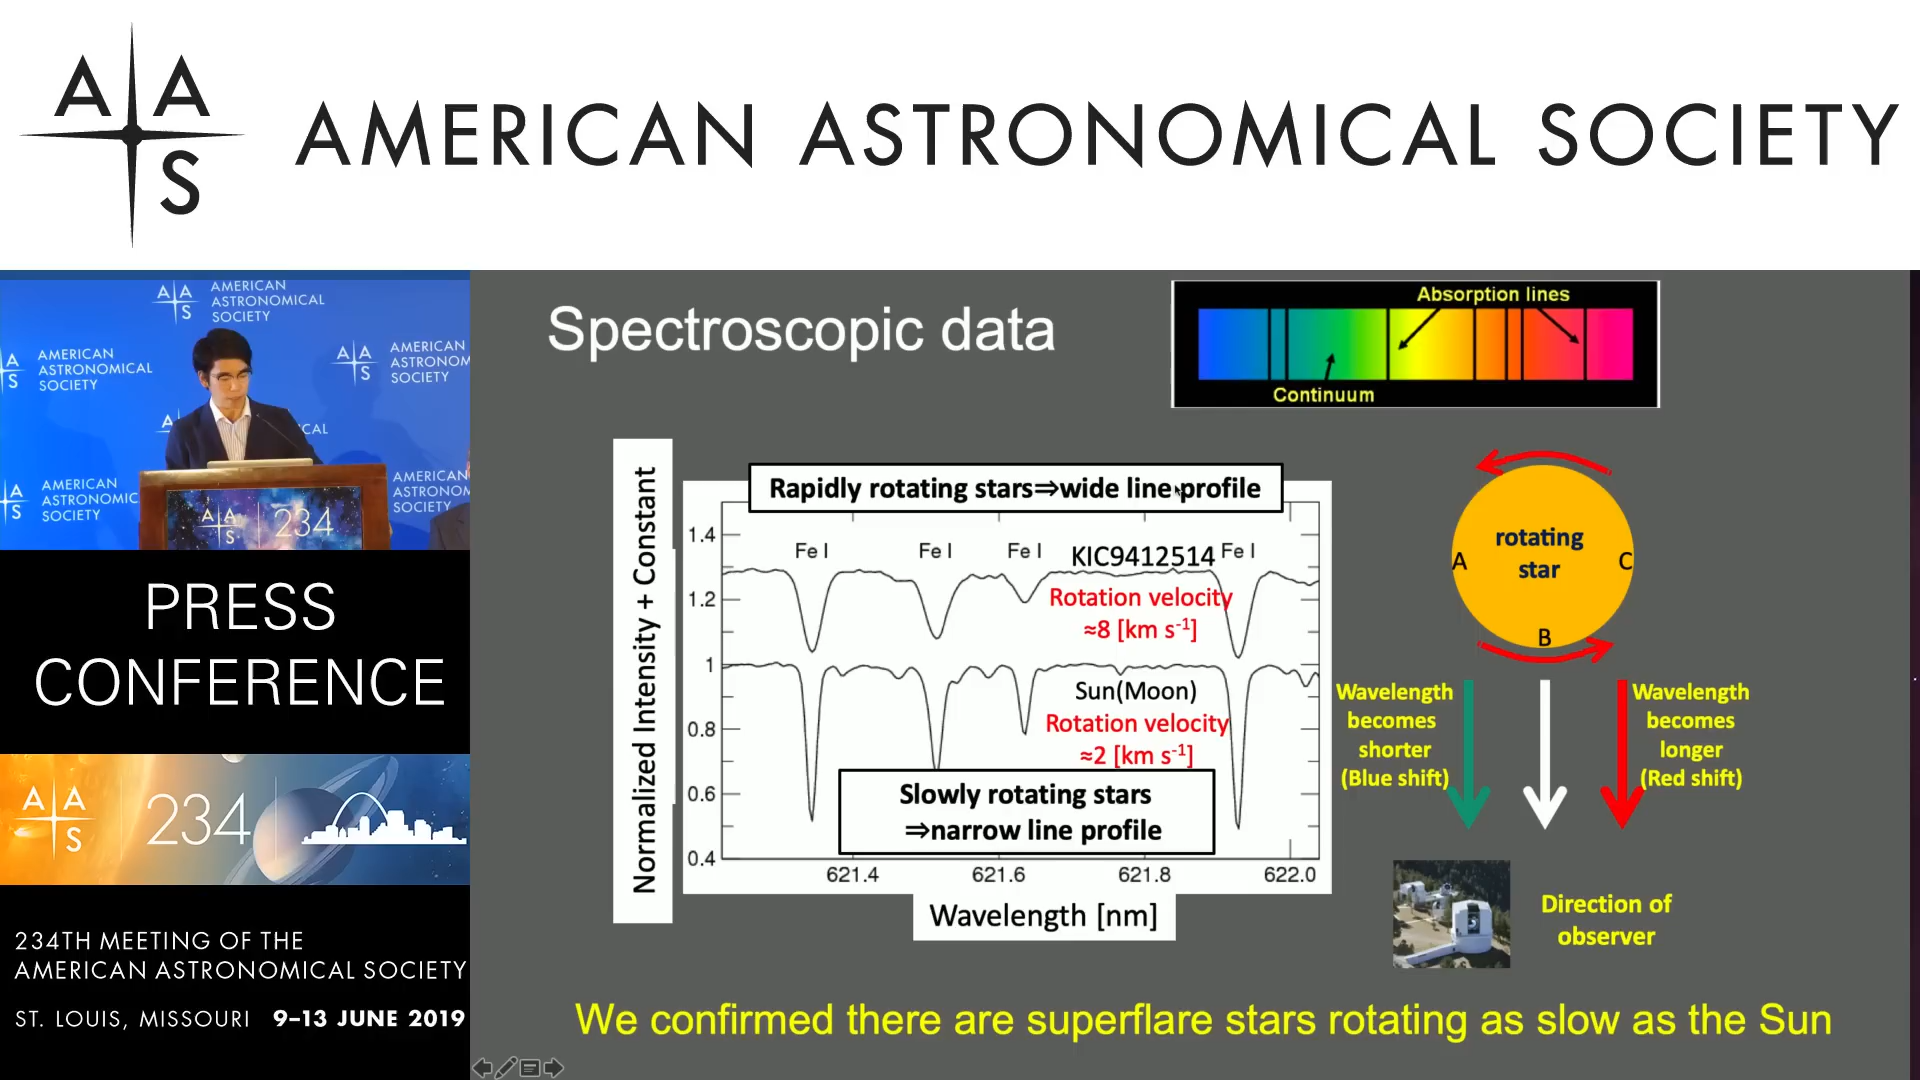 A A
S
AMERICAN ASTRONOMICAL SOCIETY
AMERICAN
ASTRONOMICAL
SOCIETY
AMERICAN
ASTRONOMICAL
SOCIETY
AMERICAN
ASTRONOM
SOCIETY
CAL
AMERICAN
ASTRONOMIC
SOCIETY
AMERICAN
ASTRONOM
SOCIETY
A A
S
234
PRESS
CONFERENCE
A A
S
234
234TH MEETING OF THE
AMERICAN ASTRONOMICAL SOCIETY
ST. LOUIS, MISSOURI 9–13 JUNE 2019
Spectroscopic data
Absorption lines
Continuum
Normalized Intensity + Constant
Rapidly rotating stars⇒wide line profile
1.4
1.2
1
0.8
0.6
0.4
Fe I Fe I Fe I KIC9412514 Fe I
Rotation velocity
≈8 [km s-1]
Sun(Moon)
Rotation velocity
≈2 [km s-1]
Slowly rotating stars
⇒narrow line profile
621.4 621.6 621.8 622.0
Wavelength [nm]
rotating
star
A
C
B
Wavelength
becomes
shorter
(Blue shift)
Wavelength
becomes
longer
(Red shift)
Direction of
observer
We confirmed there are superflare stars rotating as slow as the Sun